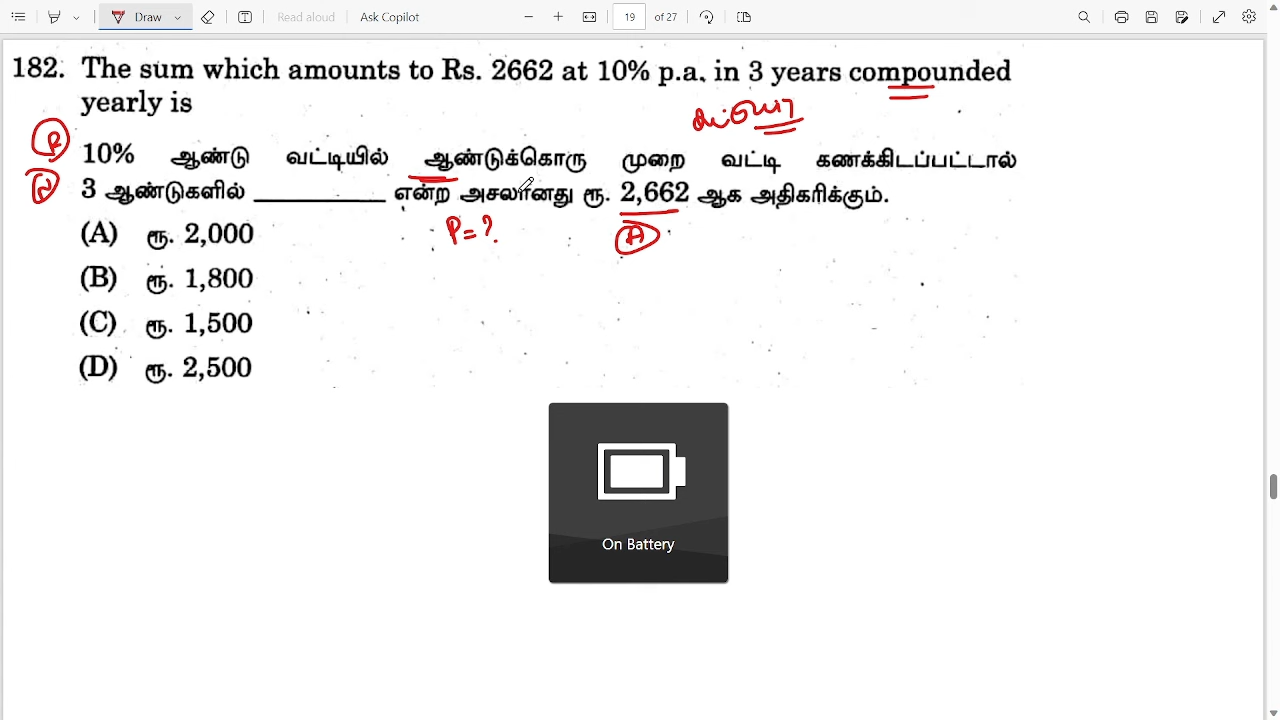 Draw
Read aloud
Ask Copilot
19 of 27
182. The sum which amounts to Rs. 2662 at 10% p.a. in 3 years compounded
yearly is
10% ஆண்டு வட்டியில் ஆண்டுக்கொரு முறை வட்டி கணக்கிடப்பட்டால்
3 ஆண்டுகளில் __________ என்ற அசலானது ரூ. 2,662 ஆக அதிகரிக்கும்.
P = ?
A
(A) ரூ. 2,000
(B) ரூ. 1,800
(C) ரூ. 1,500
(D) ரூ. 2,500
On Battery